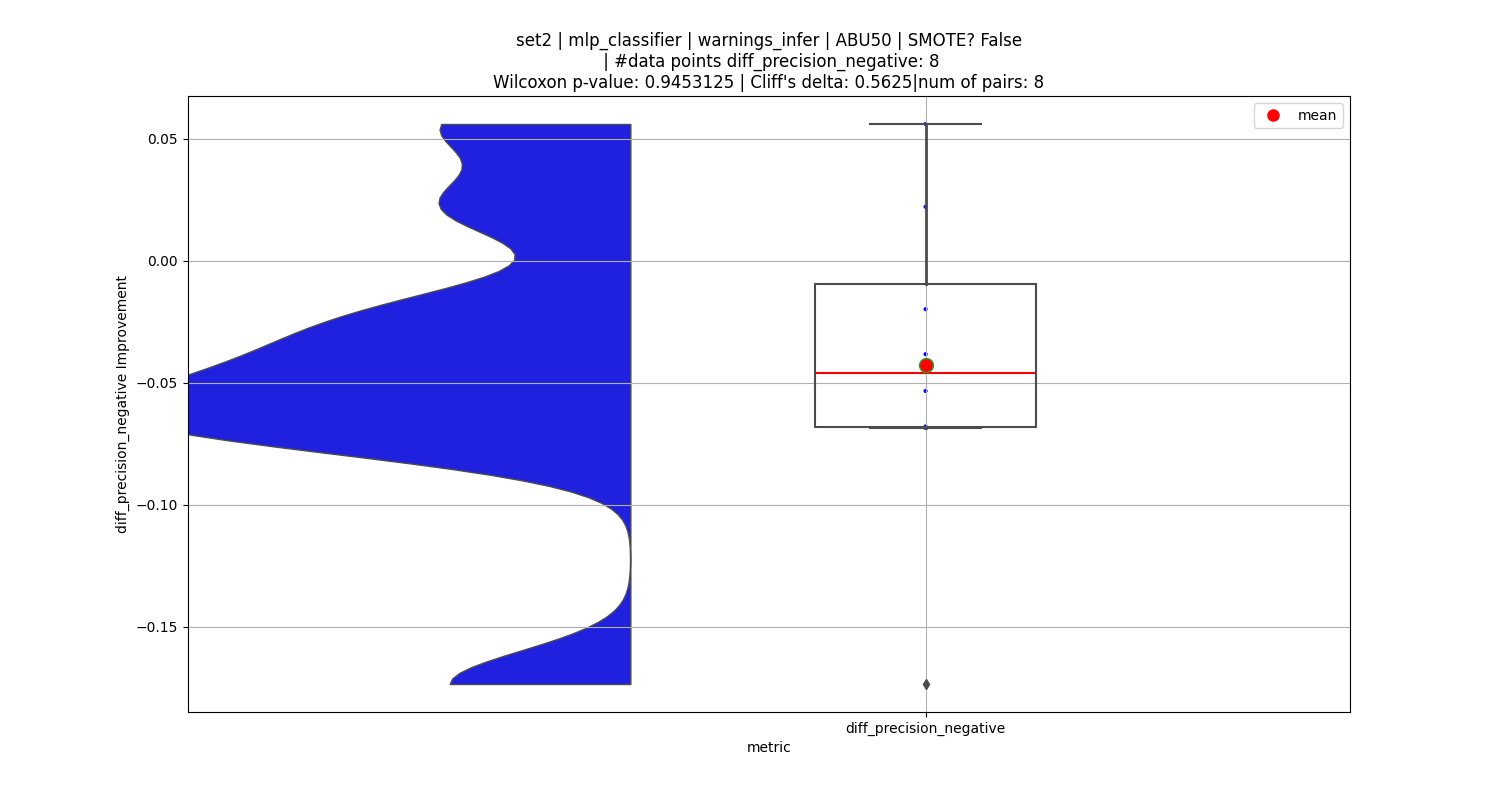 set2 | mlp_classifier | warnings_infer | ABU50 | SMOTE? False
| #data points diff_precision_negative: 8
Wilcoxon p-value: 0.9453125 | Cliff's delta: 0.5625|num of pairs: 8
mean
0.05
0.00
−0.05
−0.10
−0.15
diff_precision_negative Improvement
diff_precision_negative
metric